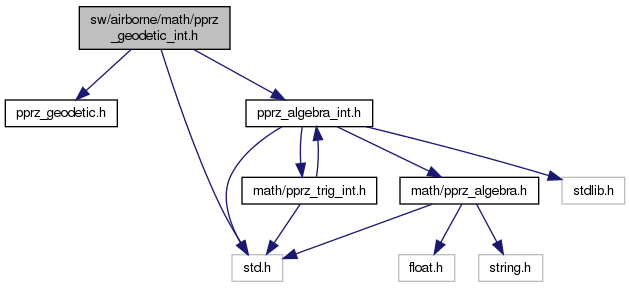 sw/airborne/math/pprz
_geodetic_int.h
pprz_geodetic.h
pprz_algebra_int.h
math/pprz_trig_int.h
math/pprz_algebra.h
stdlib.h
std.h
float.h
string.h